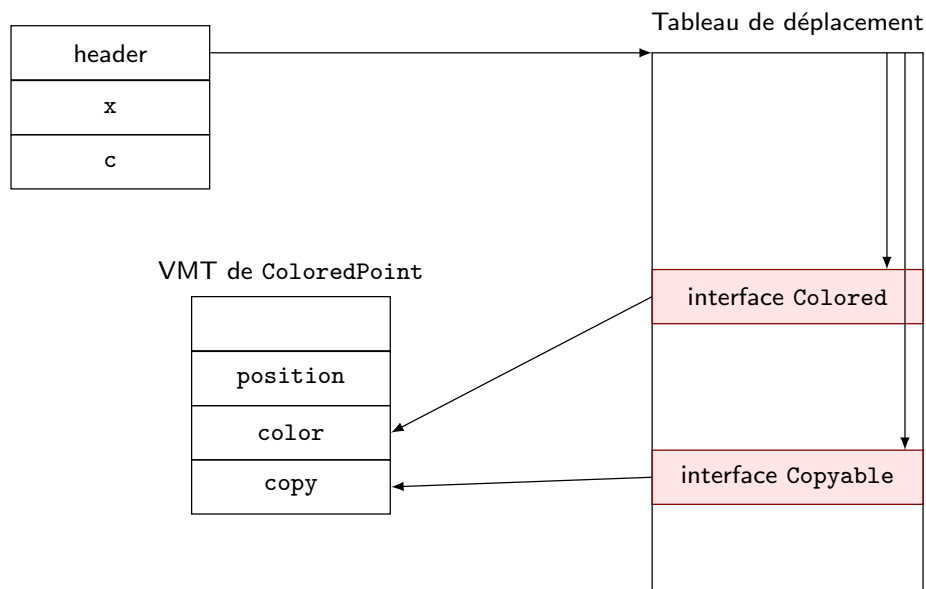 Tableau de déplacement
header
x
c
VMT de ColoredPoint
interface Colored
position
color
copy
interface Copyable